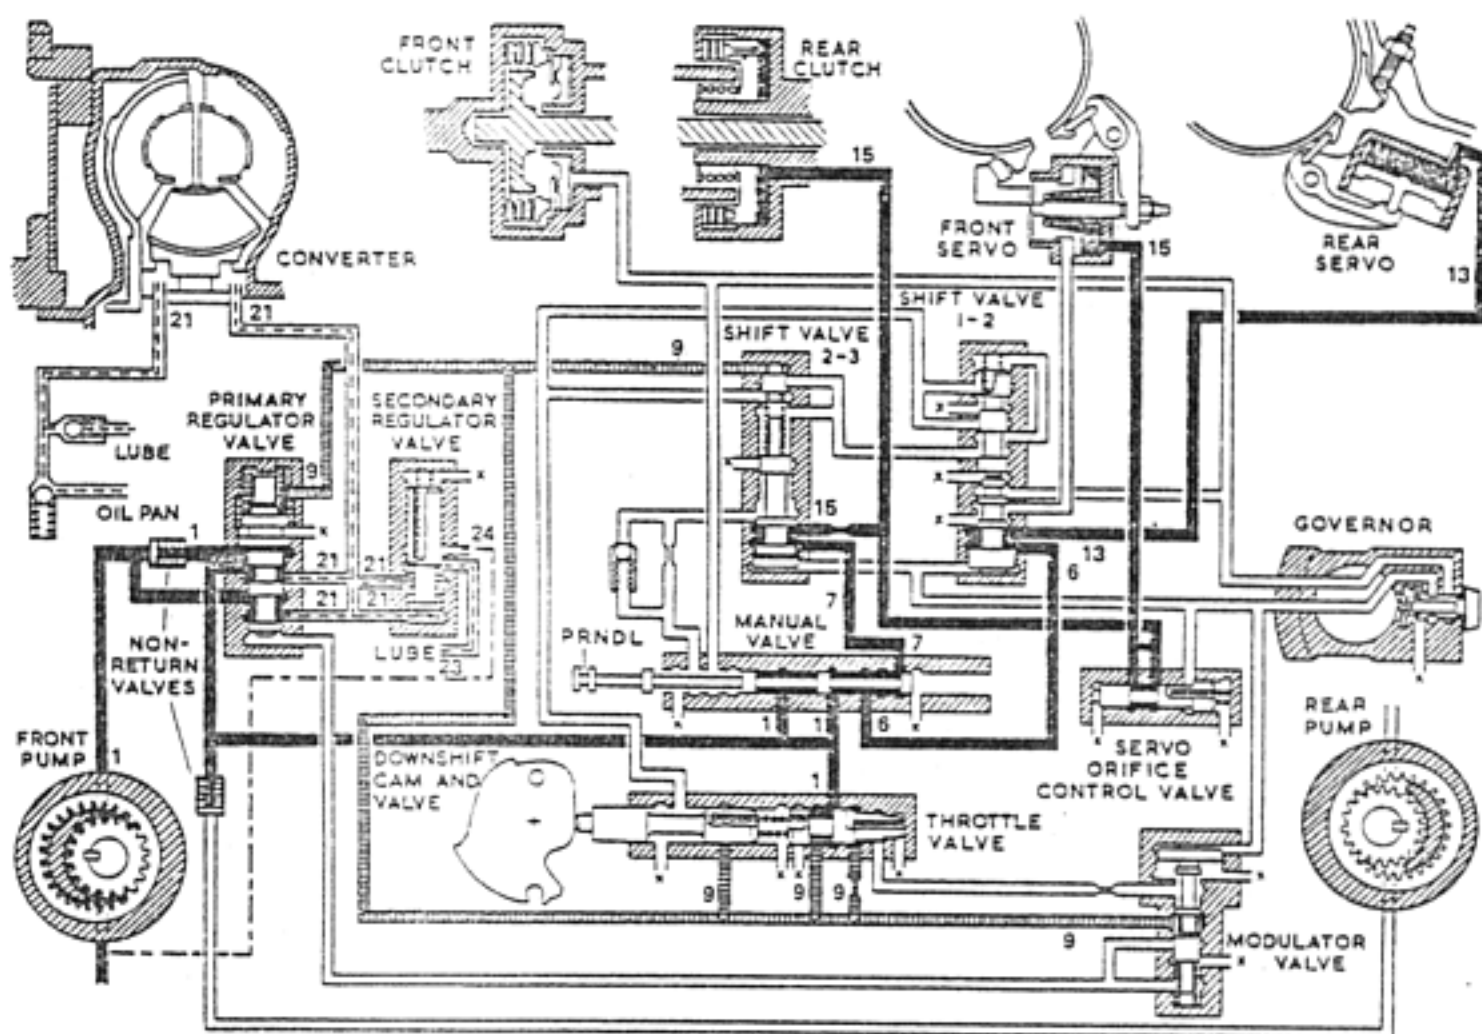 FRONT
CLUTCH
REAR
CLUTCH
15
FRONT
SERVO
15
REAR
SERVO
13
CONVERTER
21
21
SHIFT VALVE
1-2
SHIFT VALVE
2-3
9
PRIMARY
REGULATOR
VALVE
SECONDARY
REGULATOR
VALVE
LUBE
9
x
x
x
x
x
x
OIL PAN
1
24
15
13
6
GOVERNOR
21
21
21
21
7
MANUAL
VALVE
7
PRNDL
LUBE
23
NON-
RETURN
VALVES
x
1
1
6
x
x
x
x
REAR
PUMP
FRONT
PUMP
1
DOWNSHIFT
CAM AND
VALVE
1
SERVO
ORIFICE
CONTROL VALVE
THROTTLE
VALVE
x
x
x
x
x
9
9
9
9
MODULATOR
VALVE
x